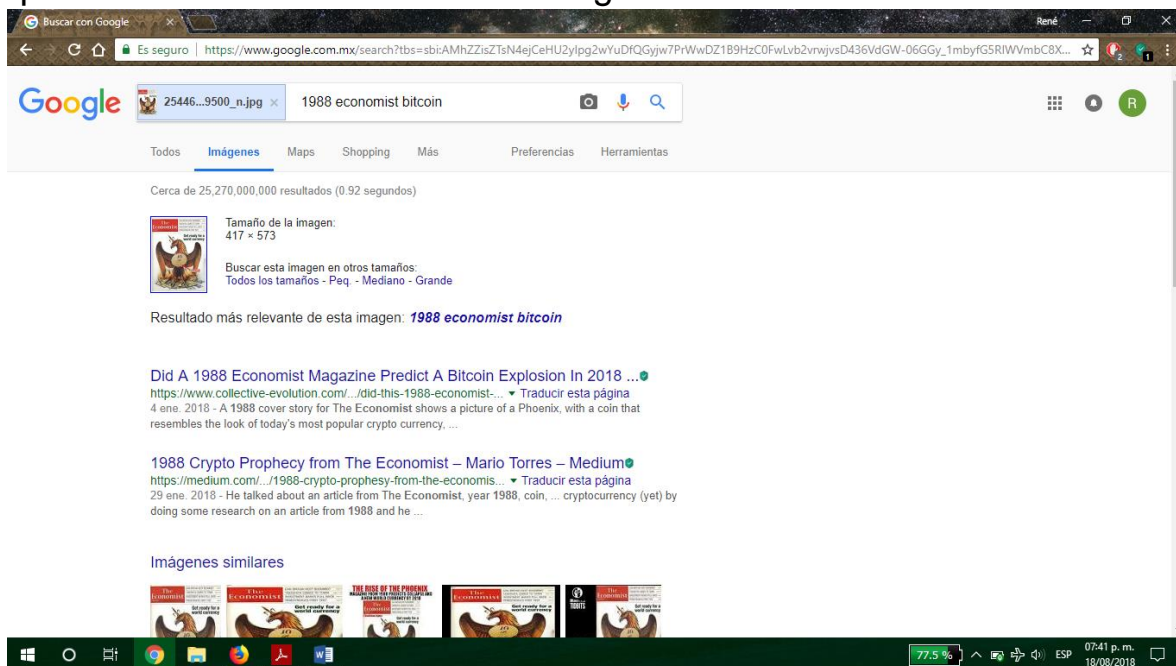 Buscar con Google
René
Es seguro | https://www.google.com.mx/search?tbs=sbi:AMhZZisZTsN4ejCeHU2ylpg2wYuDfQGyjw7PrWwDZ1B9HzC0FwLvb2vrwjvsD436VdGW-06GGy_1mbyfG5RIWVmbC8X...
Google 25446...9500_n.jpg × 1988 economist bitcoin
R
Todos Imágenes Maps Shopping Más Preferencias Herramientas
Cerca de 25,270,000,000 resultados (0.92 segundos)
Tamaño de la imagen:
417 × 573
Buscar esta imagen en otros tamaños:
Todos los tamaños - Peq. - Mediano - Grande
Resultado más relevante de esta imagen: 1988 economist bitcoin
Did A 1988 Economist Magazine Predict A Bitcoin Explosion In 2018 ...
https://www.collective-evolution.com/.../did-this-1988-economist-... ▼ Traducir esta página
4 ene. 2018 - A 1988 cover story for The Economist shows a picture of a Phoenix, with a coin that
resembles the look of today's most popular crypto currency, ...
1988 Crypto Prophecy from The Economist – Mario Torres – Medium
https://medium.com/.../1988-crypto-prophesy-from-the-economis... ▼ Traducir esta página
29 ene. 2018 - He talked about an article from The Economist, year 1988, coin, ... cryptocurrency (yet) by
doing some research on an article from 1988 and he ...
Imágenes similares
The Economist
Get ready for a world currency
THE RISE OF THE PHOENIX
TIDBITS
77.5 % ESP 07:41 p. m.
18/08/2018